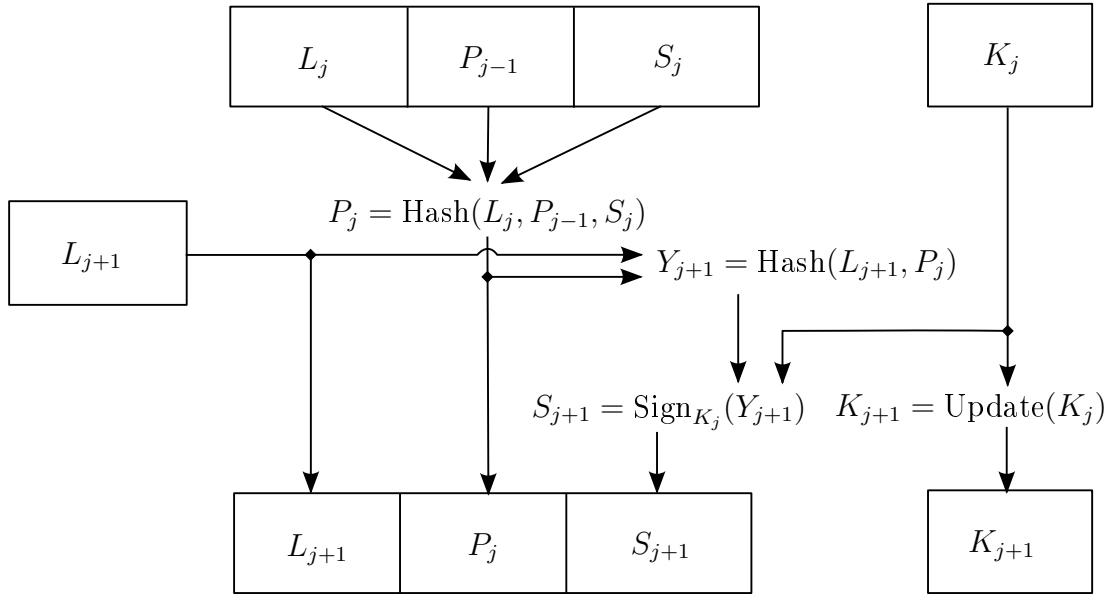 L_j P_{j-1} S_j K_j
P_j = Hash(L_j, P_{j-1}, S_j)
L_{j+1}
Y_{j+1} = Hash(L_{j+1}, P_j)
S_{j+1} = Sign_{K_j}(Y_{j+1}) K_{j+1} = Update(K_j)
L_{j+1} P_j S_{j+1} K_{j+1}